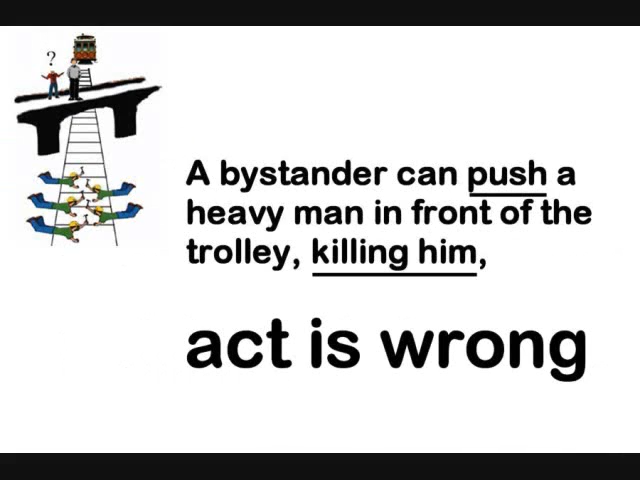 ?
A bystander can push a
heavy man in front of the
trolley, killing him,
act is wrong